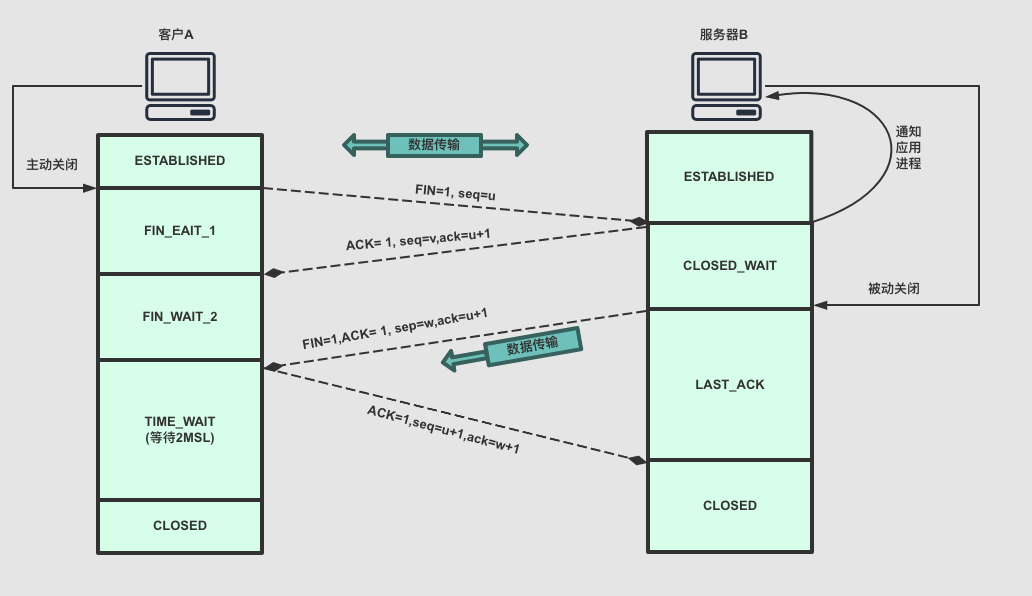 客户A
服务器B
主动关闭
数据传输
通知
应用
进程
ESTABLISHED
ESTABLISHED
FIN=1, seq=u
FIN_EAIT_1
ACK= 1, seq=v,ack=u+1
CLOSED_WAIT
被动关闭
FIN_WAIT_2
FIN=1,ACK= 1, sep=w,ack=u+1
数据传输
LAST_ACK
TIME_WAIT
(等待2MSL)
ACK=1,seq=u+1,ack=w+1
CLOSED
CLOSED